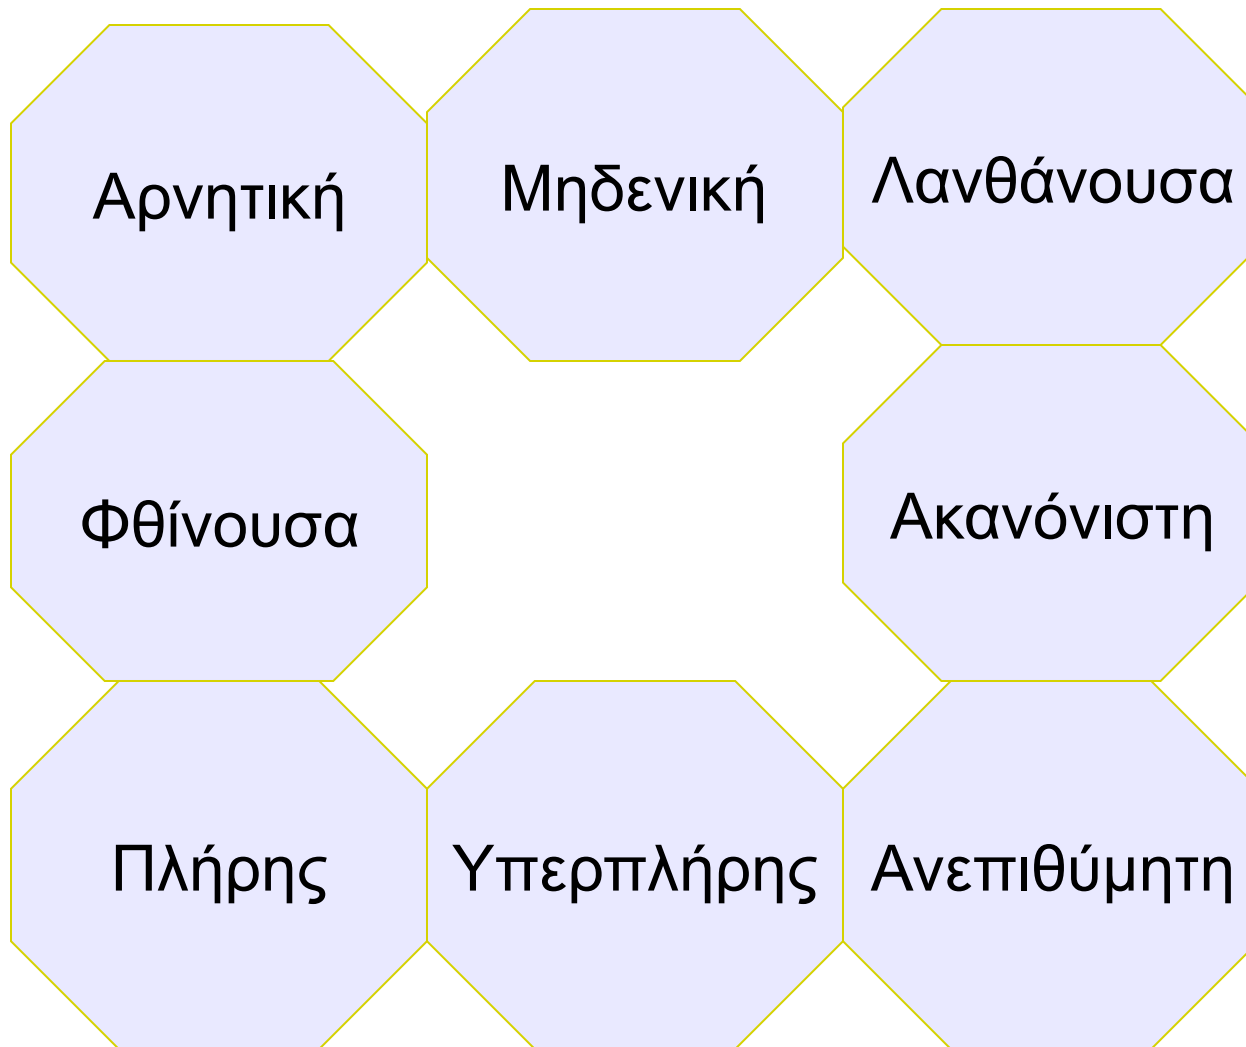 Αρνητική
Μηδενική
Λανθάνουσα
Φθίνουσα
Ακανόνιστη
Πλήρης
Υπερπλήρης
Ανεπιθύμητη